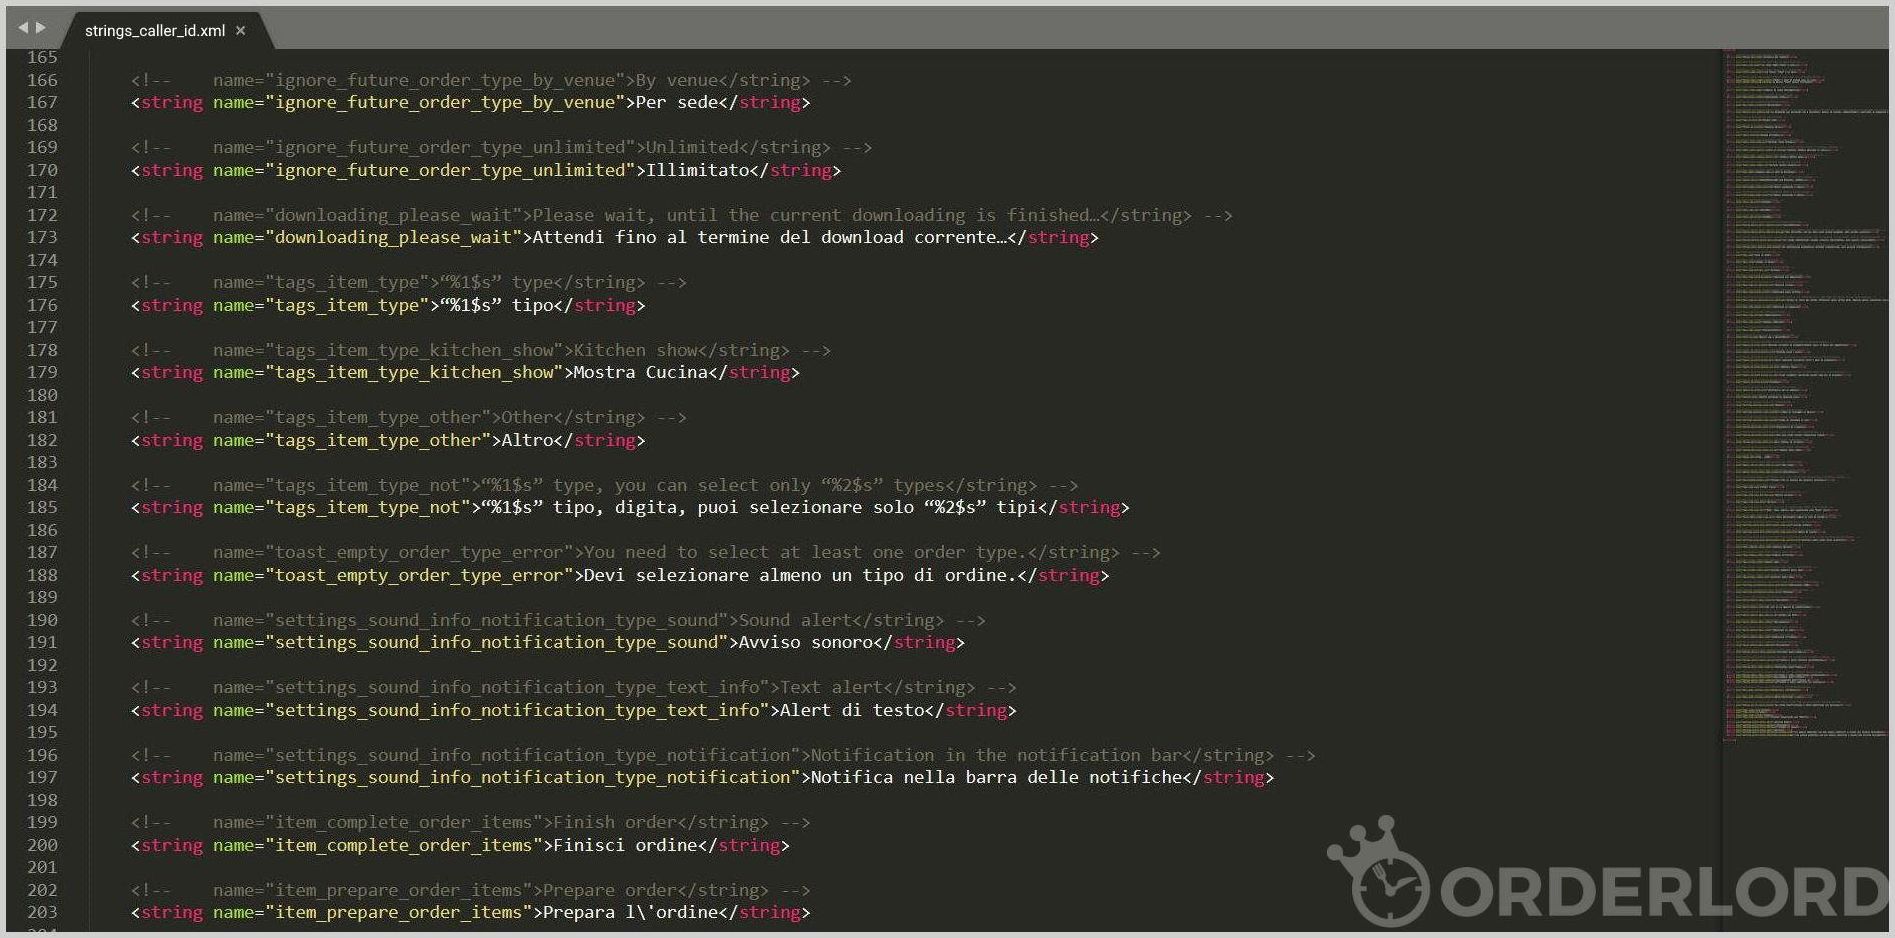 strings_caller_id.xml ×
165
166 <!--    name="ignore_future_order_type_by_venue">By venue</string> -->
167 <string name="ignore_future_order_type_by_venue">Per sede</string>
168
169 <!--    name="ignore_future_order_type_unlimited">Unlimited</string> -->
170 <string name="ignore_future_order_type_unlimited">Illimitato</string>
171
172 <!--    name="downloading_please_wait">Please wait, until the current downloading is finished…</string> -->
173 <string name="downloading_please_wait">Attendi fino al termine del download corrente…</string>
174
175 <!--    name="tags_item_type">“%1$s” type</string> -->
176 <string name="tags_item_type">“%1$s” tipo</string>
177
178 <!--    name="tags_item_type_kitchen_show">Kitchen show</string> -->
179 <string name="tags_item_type_kitchen_show">Mostra Cucina</string>
180
181 <!--    name="tags_item_type_other">Other</string> -->
182 <string name="tags_item_type_other">Altro</string>
183
184 <!--    name="tags_item_type_not">“%1$s” type, you can select only “%2$s” types</string> -->
185 <string name="tags_item_type_not">“%1$s” tipo, digita, puoi selezionare solo “%2$s” tipi</string>
186
187 <!--    name="toast_empty_order_type_error">You need to select at least one order type.</string> -->
188 <string name="toast_empty_order_type_error">Devi selezionare almeno un tipo di ordine.</string>
189
190 <!--    name="settings_sound_info_notification_type_sound">Sound alert</string> -->
191 <string name="settings_sound_info_notification_type_sound">Avviso sonoro</string>
192
193 <!--    name="settings_sound_info_notification_type_text_info">Text alert</string> -->
194 <string name="settings_sound_info_notification_type_text_info">Alert di testo</string>
195
196 <!--    name="settings_sound_info_notification_type_notification">Notification in the notification bar</string> -->
197 <string name="settings_sound_info_notification_type_notification">Notifica nella barra delle notifiche</string>
198
199 <!--    name="item_complete_order_items">Finish order</string> -->
200 <string name="item_complete_order_items">Finisci ordine</string>
201
202 <!--    name="item_prepare_order_items">Prepare order</string> -->
203 <string name="item_prepare_order_items">Prepara l\'ordine</string>
ORDERLORD